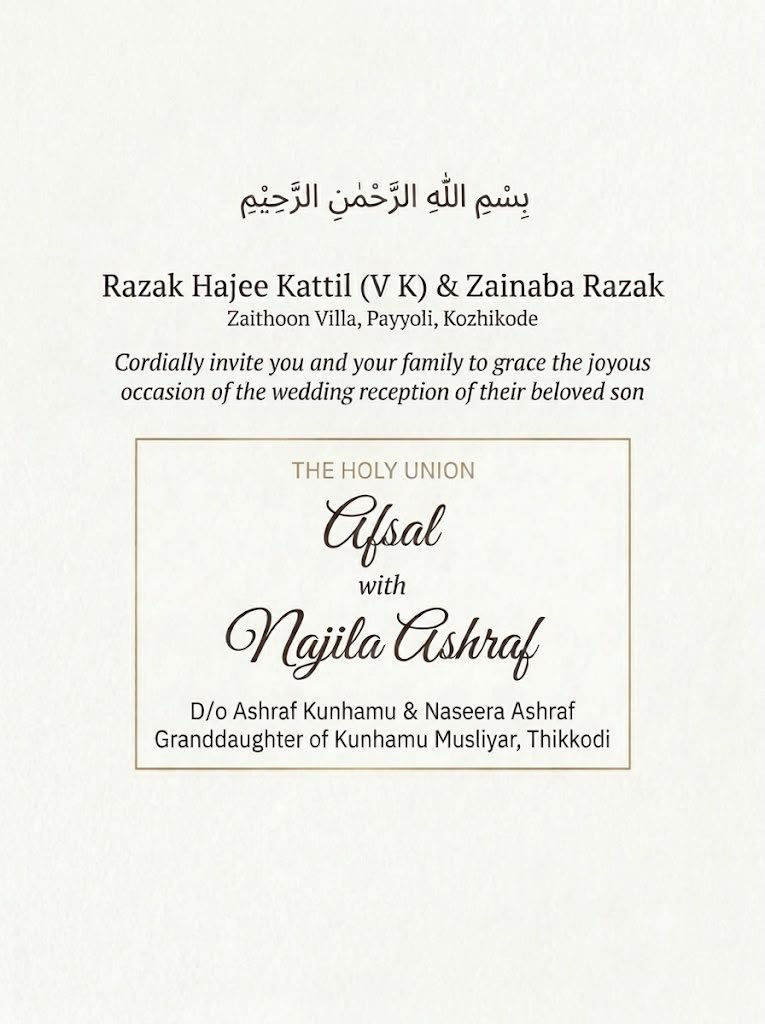 بِسْمِ اللّٰهِ الرَّحْمٰنِ الرَّحِيْمِ
Razak Hajee Kattil (V K) & Zainaba Razak
Zaithoon Villa, Payyoli, Kozhikode
Cordially invite you and your family to grace the joyous
occasion of the wedding reception of their beloved son
THE HOLY UNION
Afsal
with
Najila Ashraf
D/o Ashraf Kunhamu & Naseera Ashraf
Granddaughter of Kunhamu Musliyar, Thikkodi